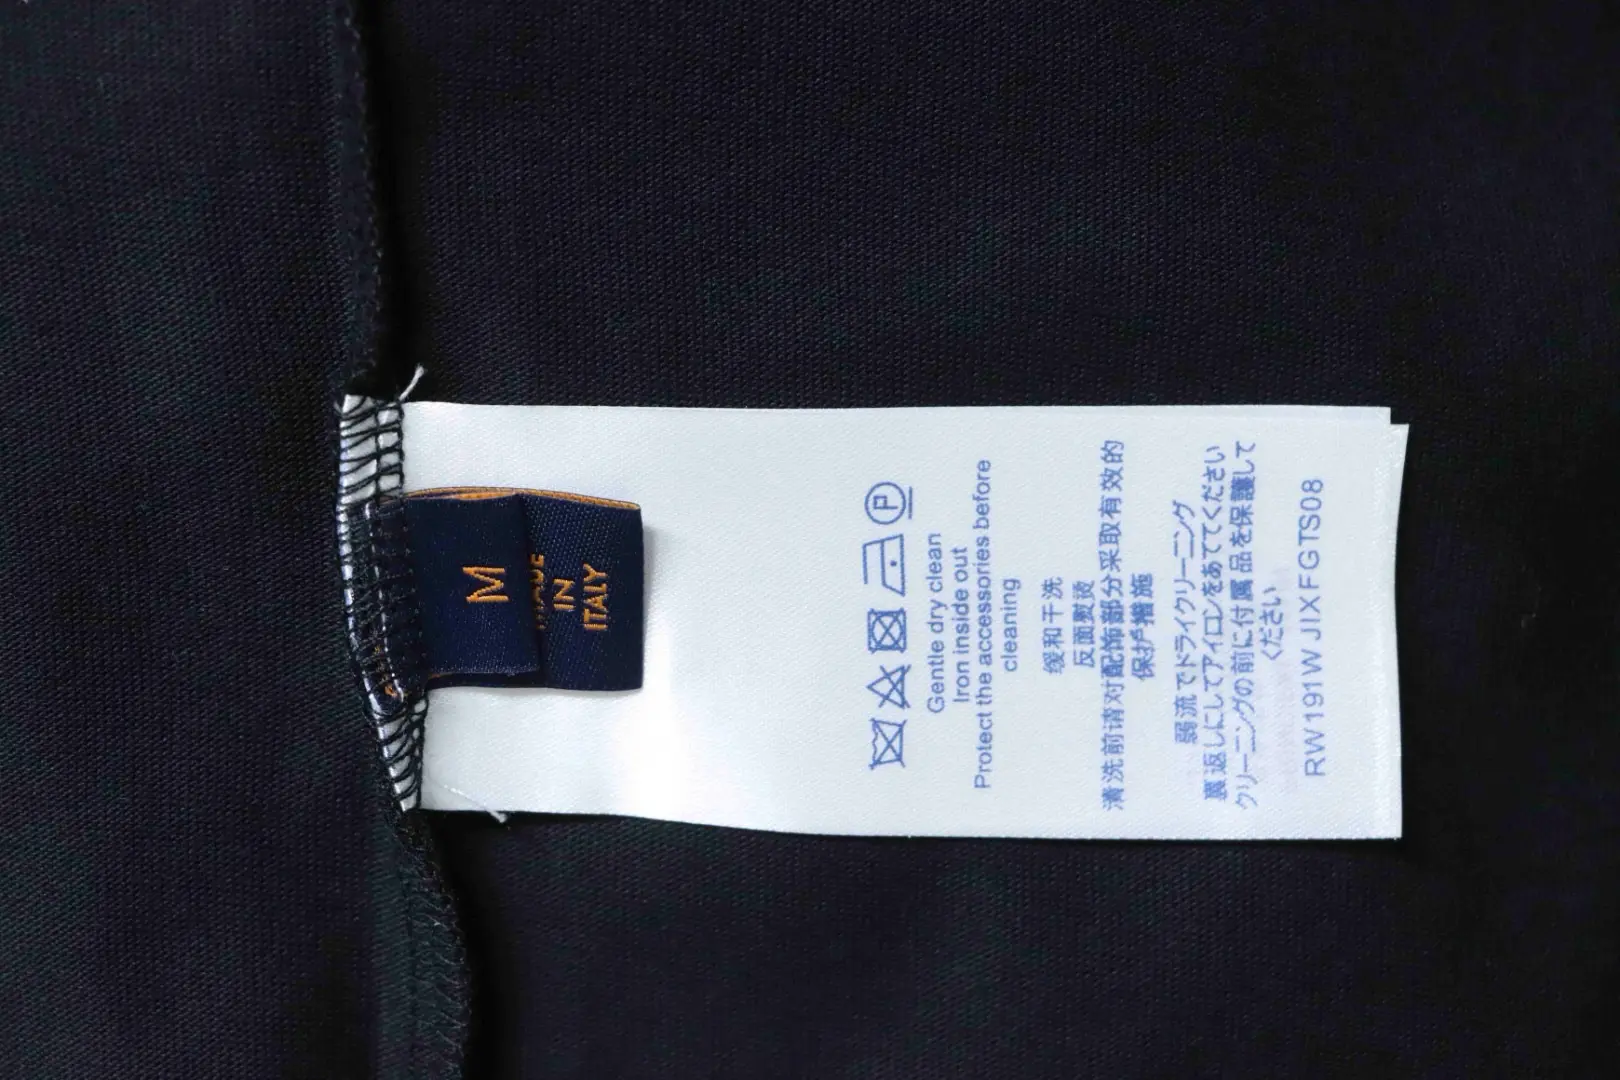 M
MADE
IN
ITALY
P
Gentle dry clean
Iron inside out
Protect the accessories before
cleaning
缓和干洗
反面熨烫
清洗前请对配饰部分采取有效的
保护措施
弱流でドライクリーニング
裏返しにしてアイロンをあててください
クリーニングの前に付属品を保護して
ください
RW191W JIXFGTS08